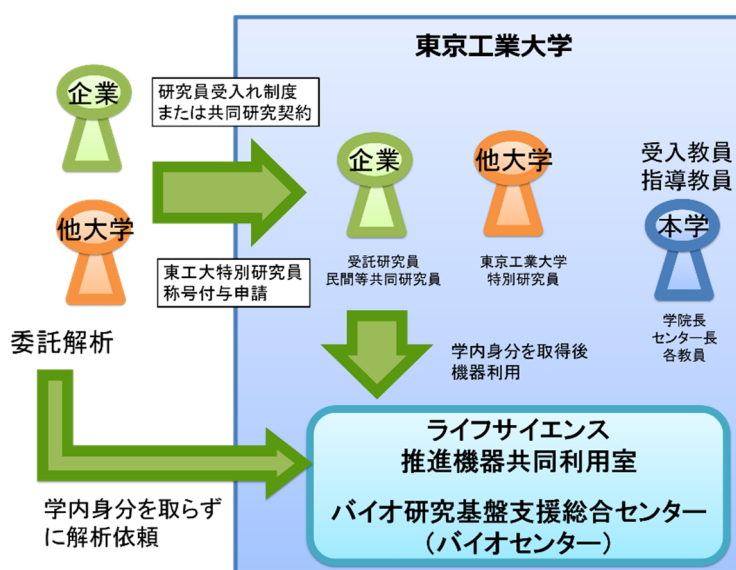 東京工業大学
企業
研究員受入れ制度
または共同研究契約
他大学
東工大特別研究員
称号付与申請
企業
受託研究員
民間等共同研究員
他大学
東京工業大学
特別研究員
受入教員
指導教員
本学
学院長
センター長
各教員
委託解析
学内身分を取得後
機器利用
学内身分を取らず
に解析依頼
ライフサイエンス
推進機器共同利用室
バイオ研究基盤支援総合センター
（バイオセンター）